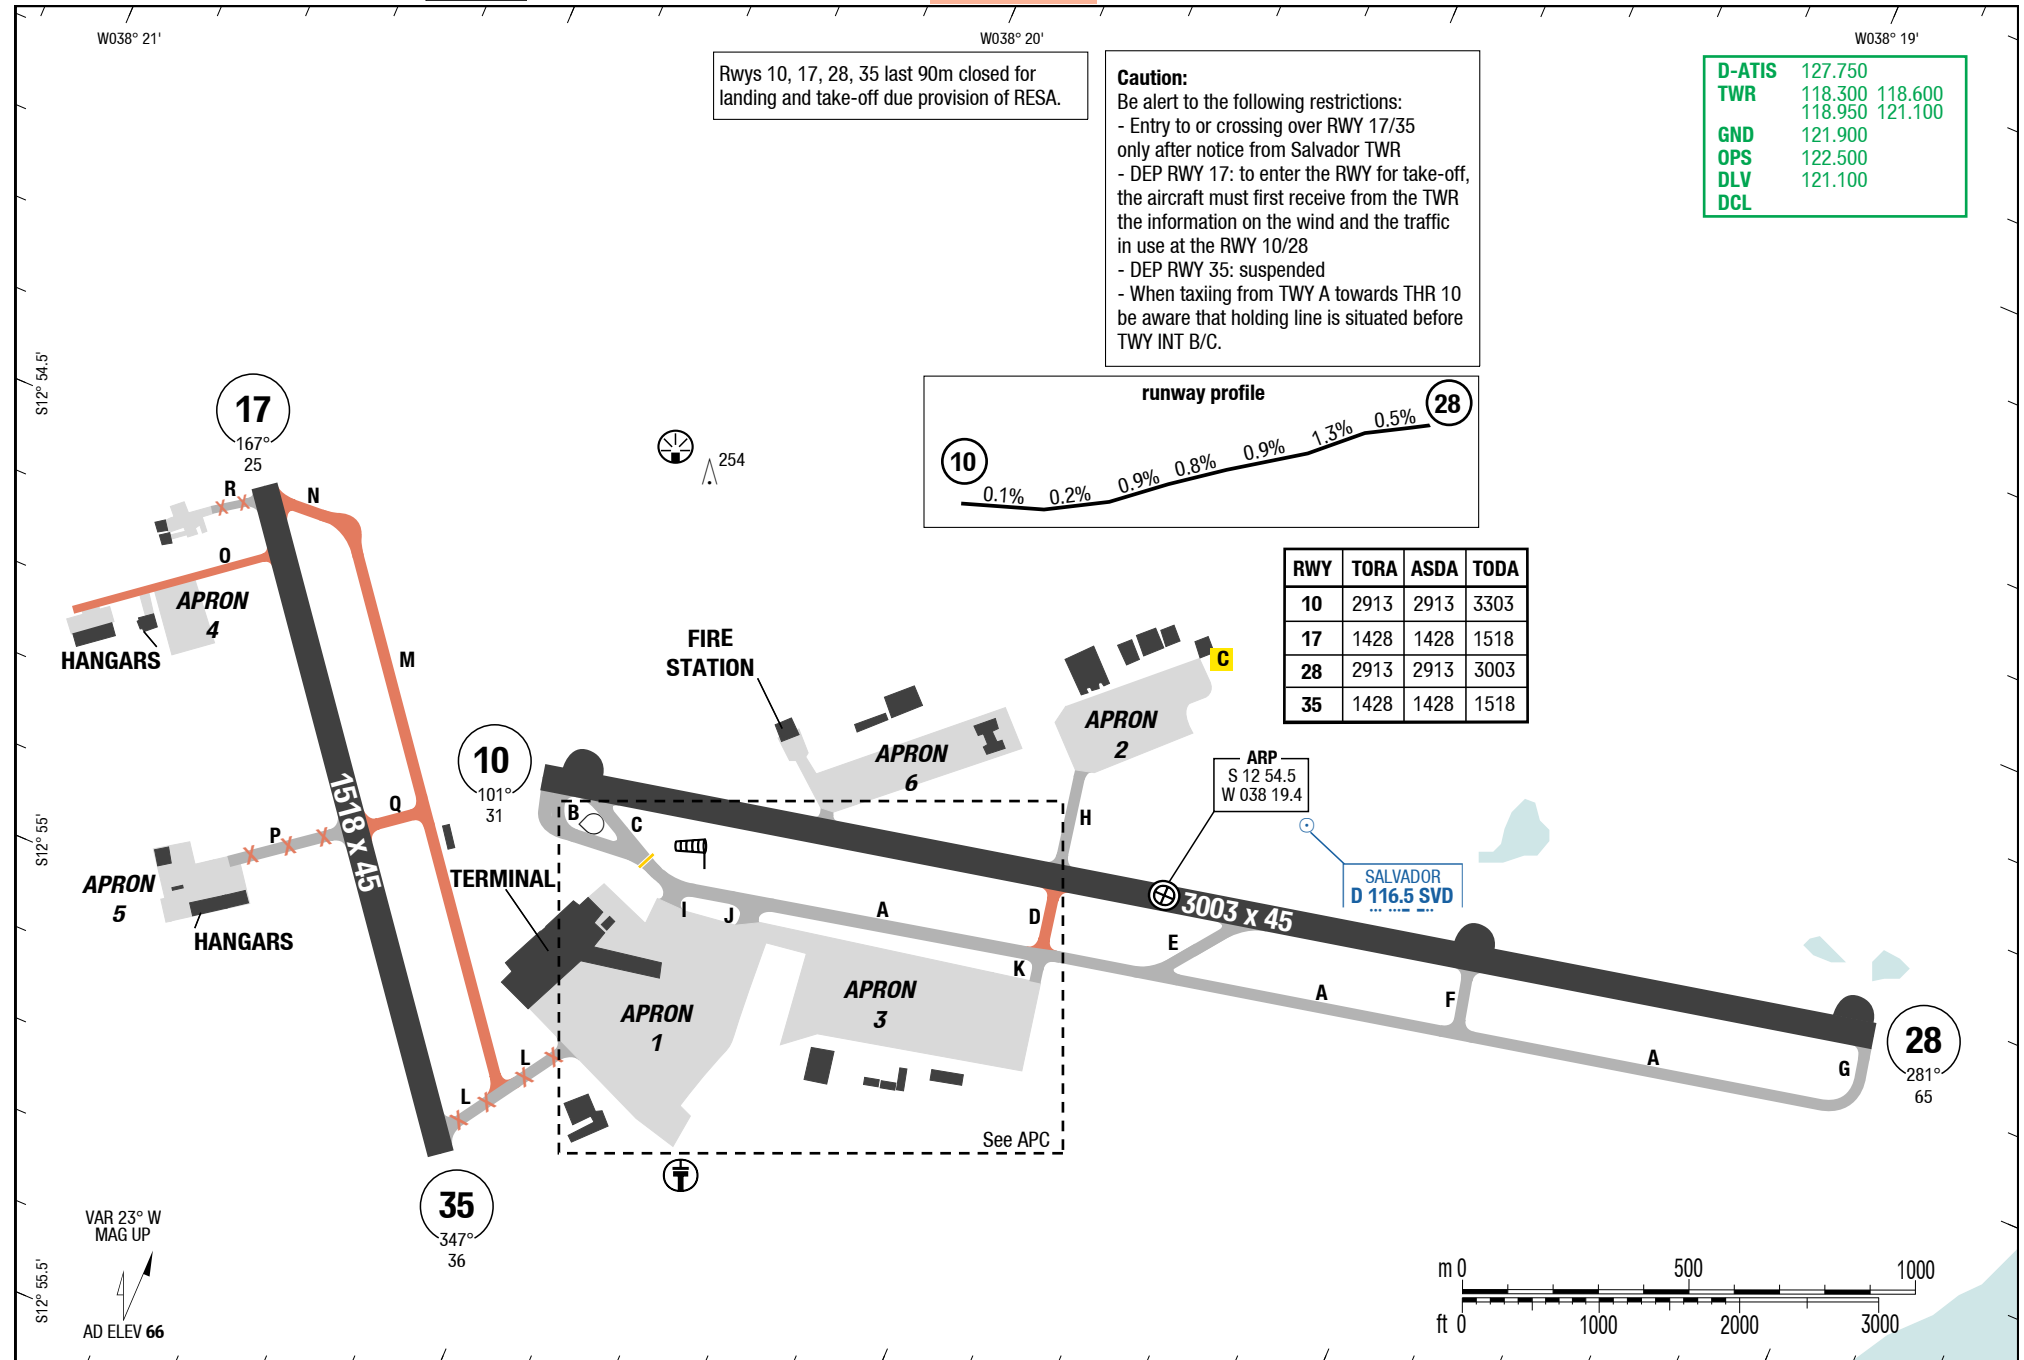 W038° 21'
W038° 20'
W038° 19'
Rwys 10, 17, 28, 35 last 90m closed for
landing and take-off due provision of RESA.
Caution:
Be alert to the following restrictions:
- Entry to or crossing over RWY 17/35
only after notice from Salvador TWR
- DEP RWY 17: to enter the RWY for take-off,
the aircraft must first receive from the TWR
the information on the wind and the traffic
in use at the RWY 10/28
- DEP RWY 35: suspended
- When taxiing from TWY A towards THR 10
be aware that holding line is situated before
TWY INT B/C.
D-ATIS 127.750
TWR 118.300 118.600
118.950 121.100
GND 121.900
OPS 122.500
DLV 121.100
DCL
S12° 54.5'
17
167°
25
254
runway profile
10
0.1%
0.2%
0.9%
0.8%
0.9%
1.3%
0.5%
28
R
N
O
APRON
4
HANGARS
M
RWY TORA ASDA TODA
10 2913 2913 3303
17 1428 1428 1518
28 2913 2913 3003
35 1428 1428 1518
FIRE
STATION
C
APRON
2
APRON
6
10
101°
31
ARP
S 12 54.5
W 038 19.4
1518 x 45
Q
P
B
C
H
S12° 55'
TERMINAL
APRON
5
HANGARS
SALVADOR
D 116.5 SVD
I
J
A
D
3003 x 45
E
K
APRON
1
APRON
3
A
F
28
281°
65
A
G
L
L
See APC
35
347°
36
VAR 23° W
MAG UP
AD ELEV 66
S12° 55.5'
m 0 500 1000
ft 0 1000 2000 3000